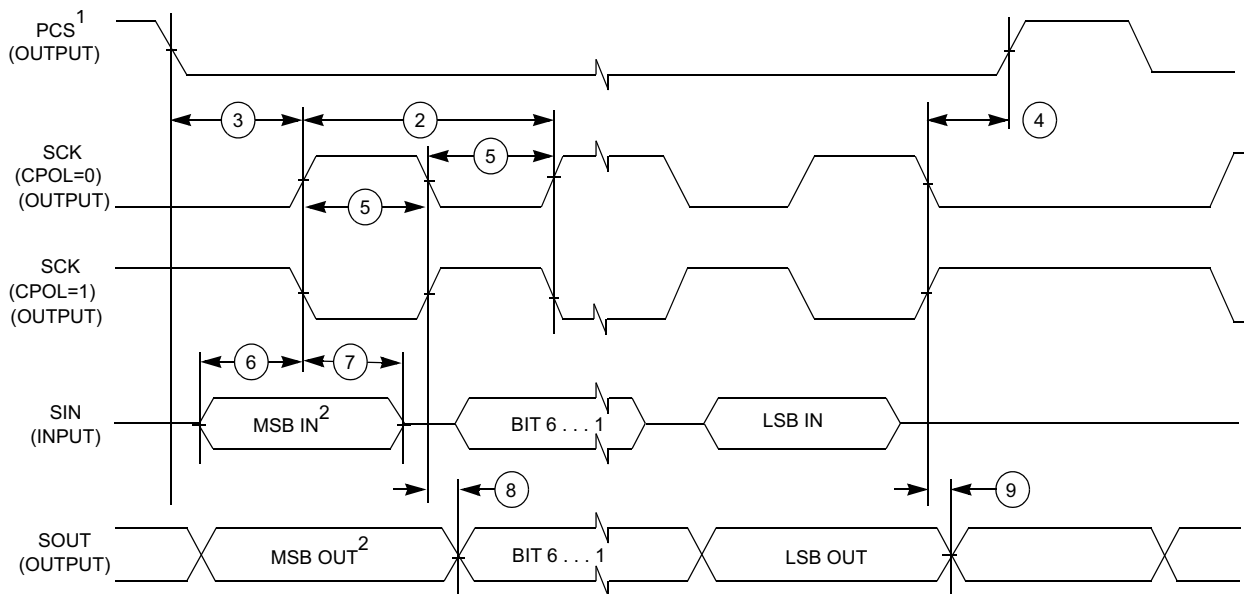 PCS1
(OUTPUT)
3
2
4
SCK
(CPOL=0)
(OUTPUT)
5
5
SCK
(CPOL=1)
(OUTPUT)
6
7
SIN
(INPUT)
MSB IN2
BIT 6 . . . 1
LSB IN
8
9
SOUT
(OUTPUT)
MSB OUT2
BIT 6 . . . 1
LSB OUT